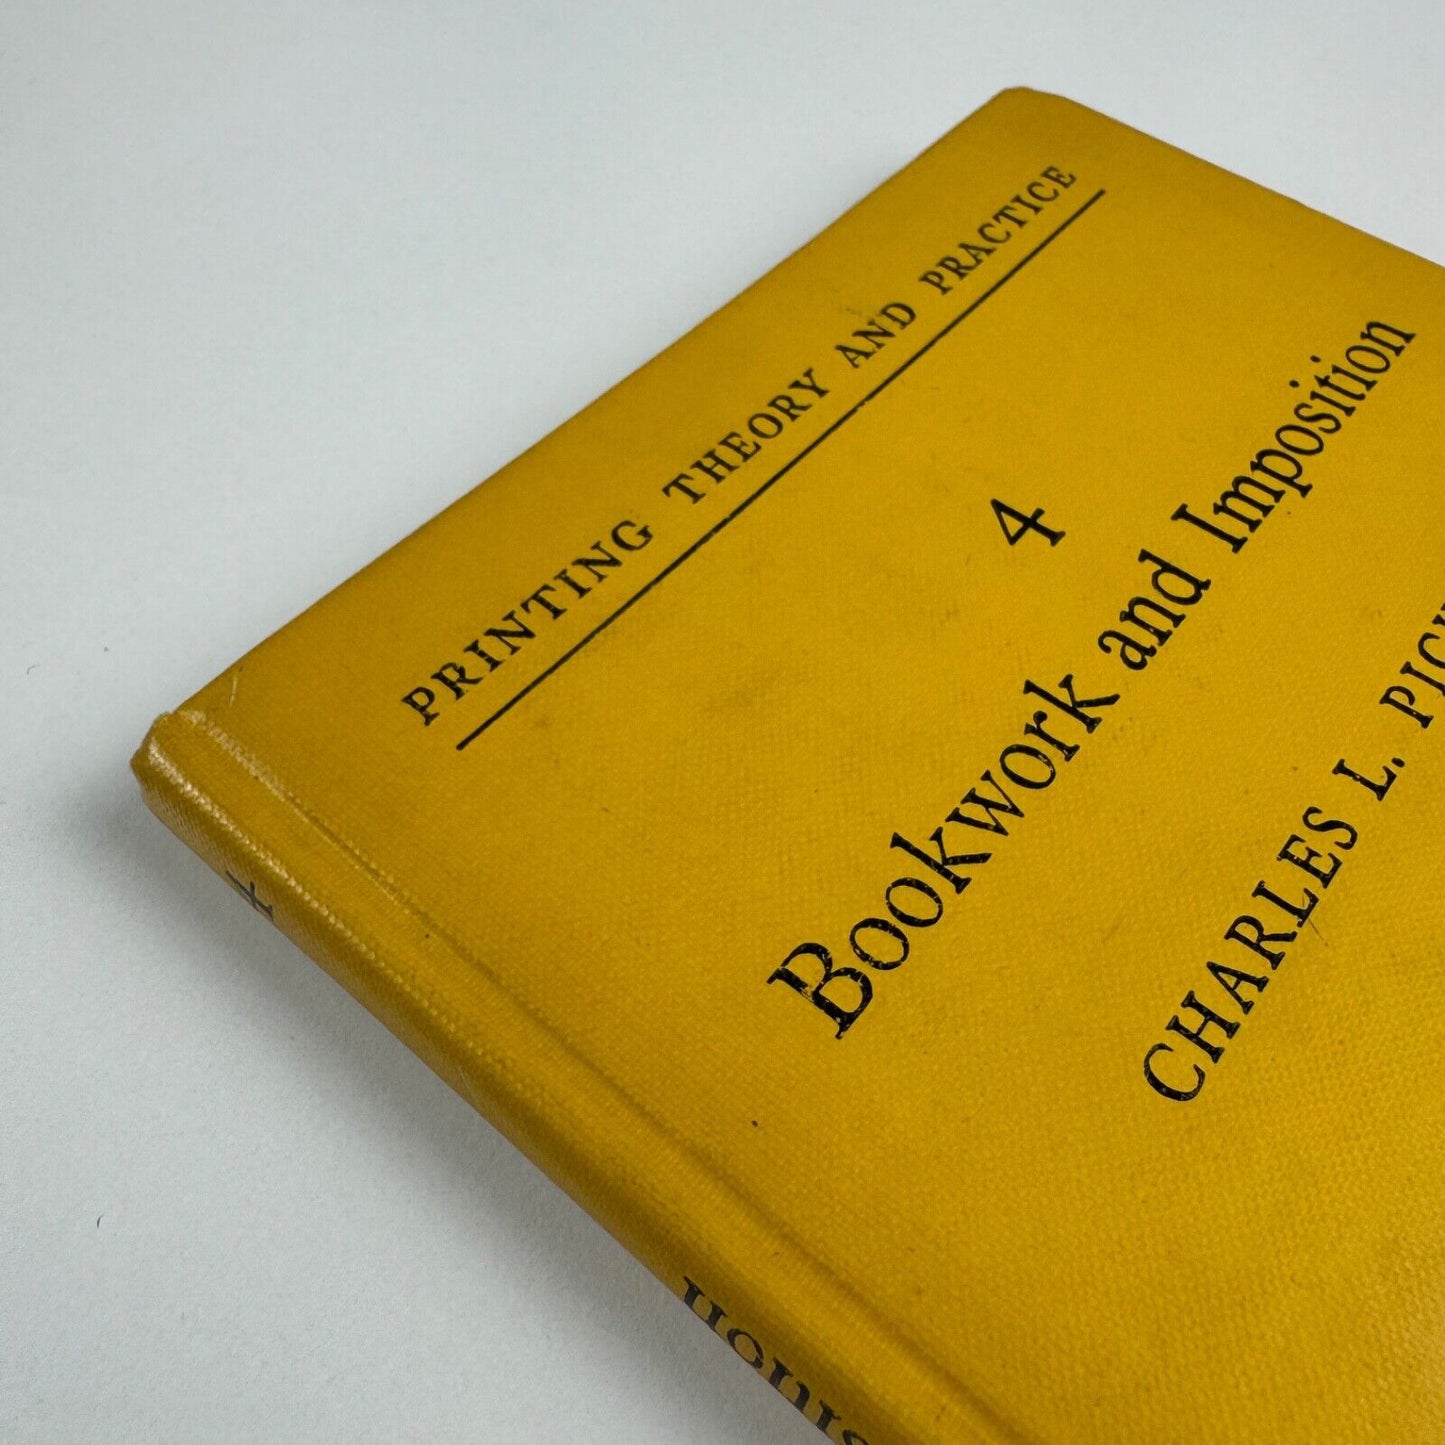 PRINTING THEORY AND PRACTICE
4
Bookwork and Imposition
CHARLES L.
4